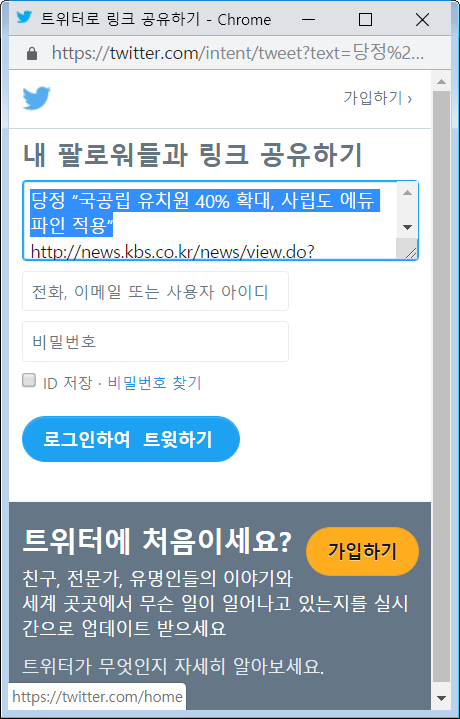 트위터로 링크 공유하기 - Chrome
https://twitter.com/intent/tweet?text=당정%2...
가입하기 ›
내 팔로워들과 링크 공유하기
당정 “국공립 유치원 40% 확대, 사립도 에듀
파인 적용”
http://news.kbs.co.kr/news/view.do?
전화, 이메일 또는 사용자 아이디
비밀번호
ID 저장 · 비밀번호 찾기
로그인하여 트윗하기
트위터에 처음이세요?
가입하기
친구, 전문가, 유명인들의 이야기와
세계 곳곳에서 무슨 일이 일어나고 있는지를 실시
간으로 업데이트 받으세요
트위터가 무엇인지 자세히 알아보세요.
https://twitter.com/home